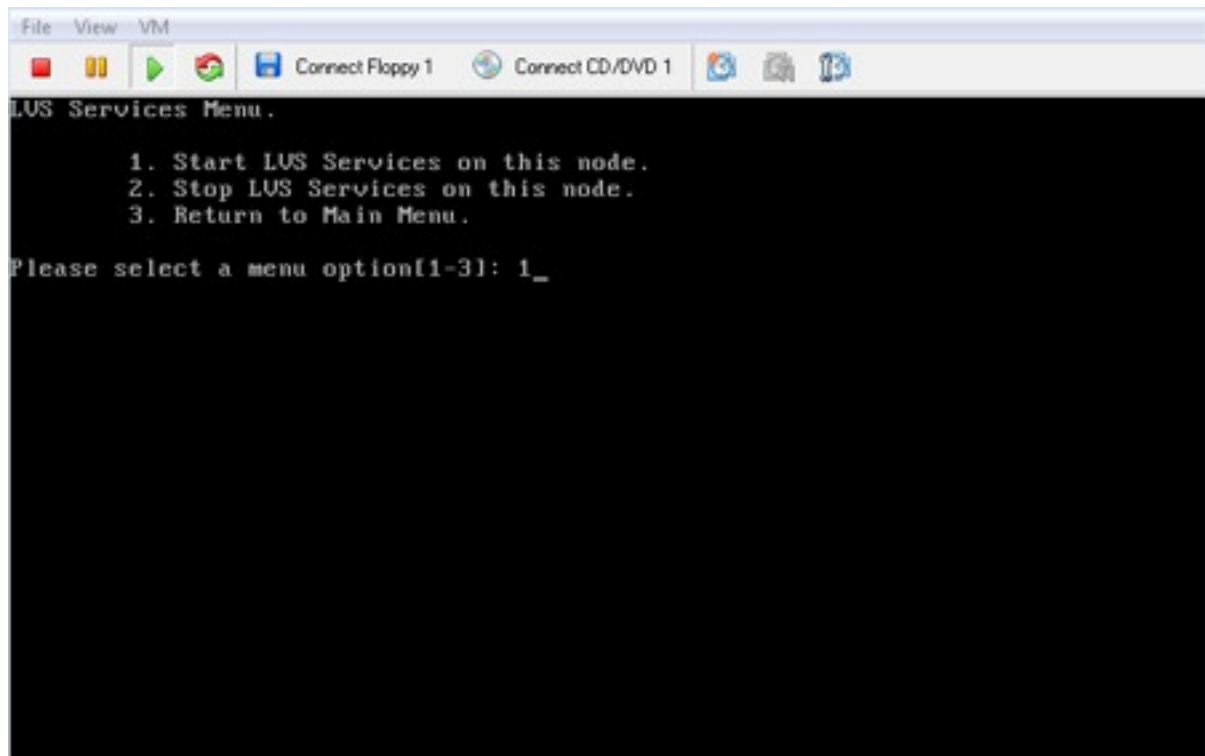 File View VM
Connect Floppy 1 Connect CD/DVD 1
LVS Services Menu.
1. Start LVS Services on this node.
2. Stop LVS Services on this node.
3. Return to Main Menu.
Please select a menu option[1-3]: 1_